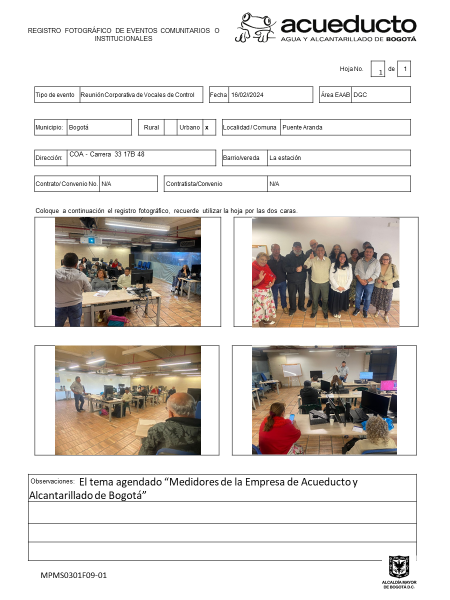 REGISTRO FOTOGRÁFICO DE EVENTOS COMUNITARIOS O
INSTITUCIONALES
acueducto
AGUA Y ALCANTARILLADO DE BOGOTÁ
Hoja No. 1 de 1
Tipo de evento Reunión Corporativa de Vocales de Control Fecha 16/02//2024 Área EAAB DGC
Municipio: Bogotá Rural Urbano x Localidad / Comuna Puente Aranda
Dirección: COA - Carrera 33 17B 48 Barrio/vereda La estación
Contrato/Convenio No. N/A Contratista/Convenio N/A
Coloque a continuación el registro fotográfico, recuerde utilizar la hoja por las dos caras.
Observaciones: El tema agendado “Medidores de la Empresa de Acueducto y
Alcantarillado de Bogotá”
MPMS0301F09-01
ALCALDÍA MAYOR
DE BOGOTÁ D.C.